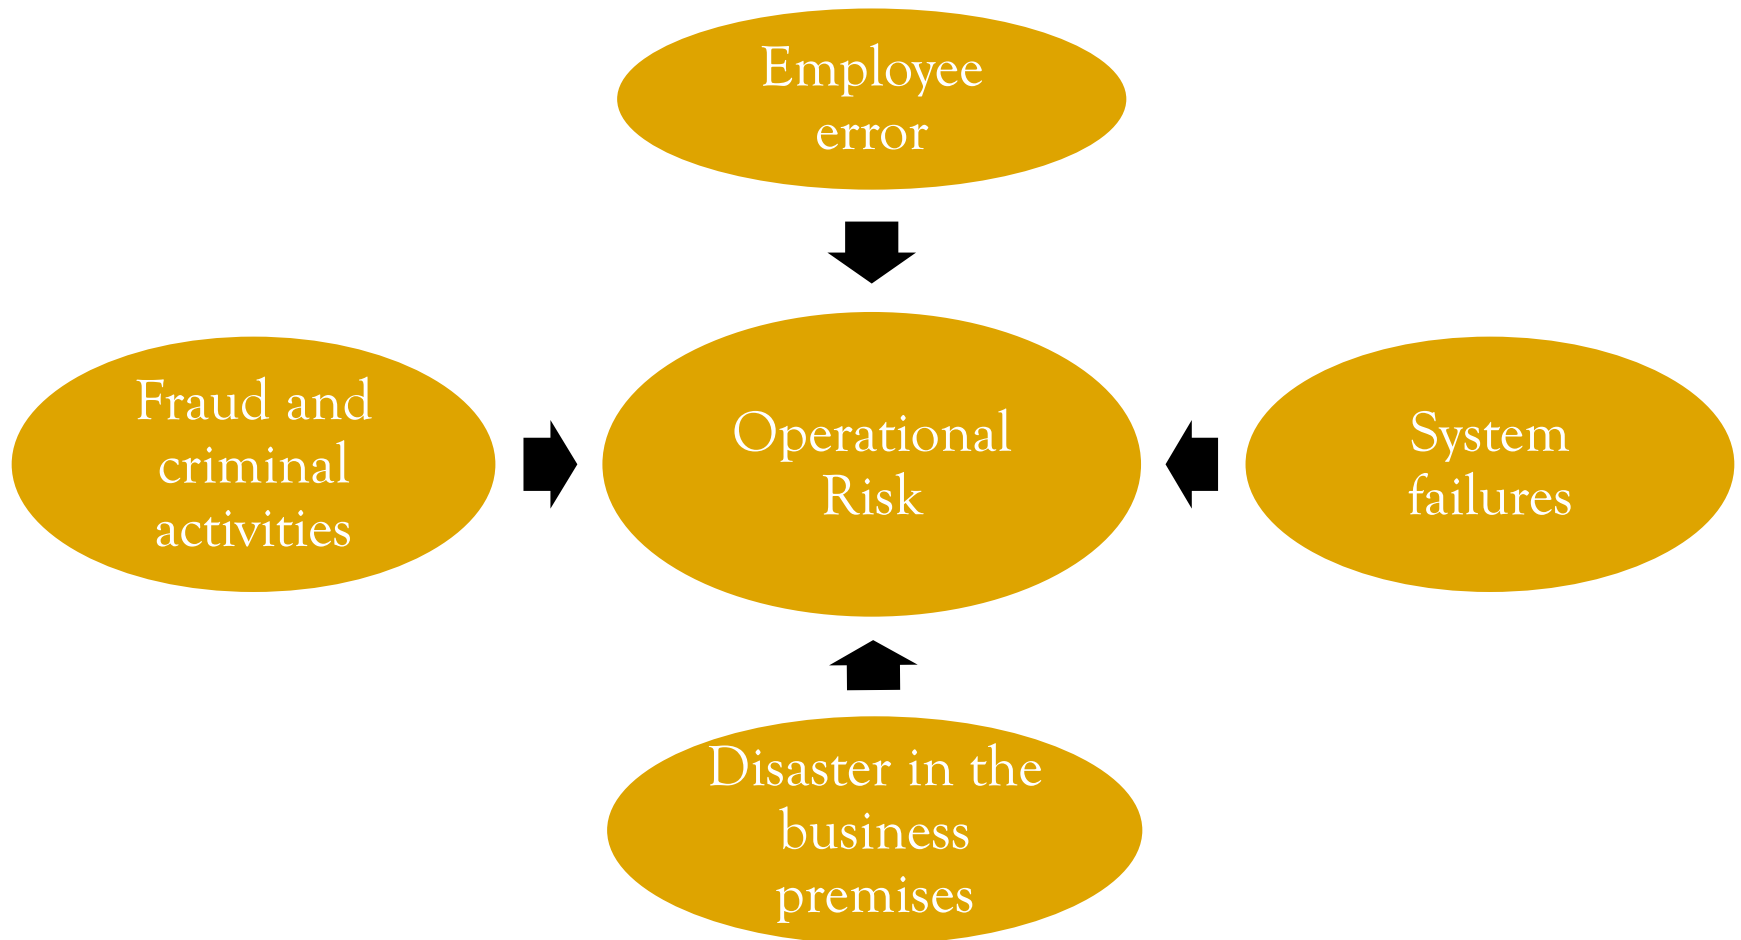 Employee
error
Fraud and
criminal
activities
Operational
Risk
System
failures
Disaster in the
business
premises